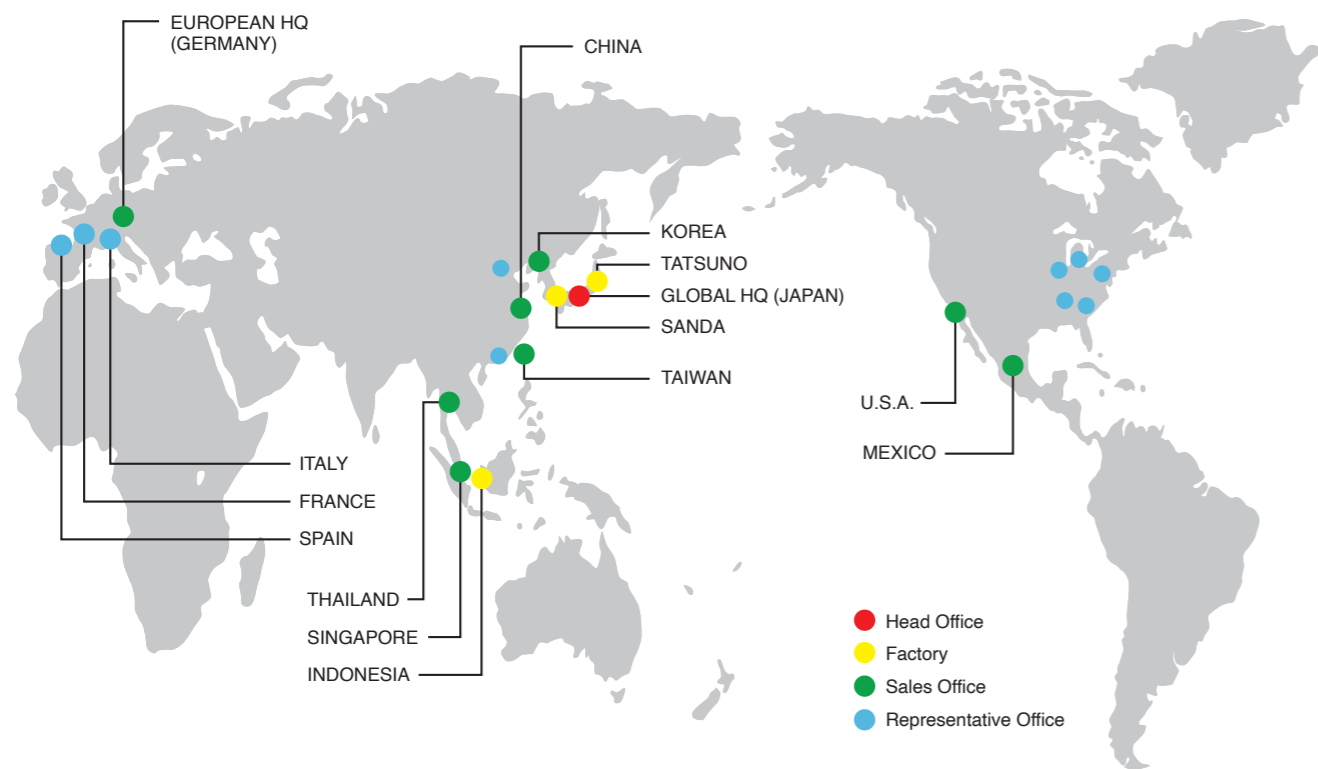 EUROPEAN HQ
(GERMANY)
CHINA
KOREA
TATSUNO
GLOBAL HQ (JAPAN)
SANDA
TAIWAN
U.S.A.
MEXICO
ITALY
FRANCE
SPAIN
THAILAND
SINGAPORE
INDONESIA
Head Office
Factory
Sales Office
Representative Office